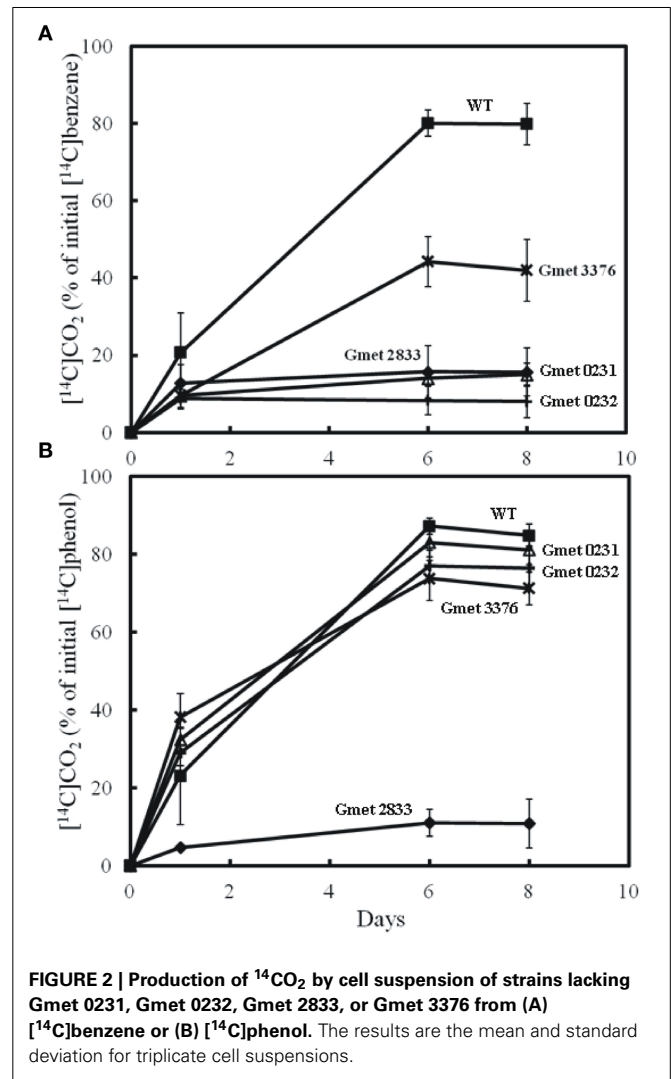 A
[¹⁴C]CO₂ (% of initial [¹⁴C]benzene)
100
80
60
40
20
0
WT
Gmet 3376
Gmet 2833
Gmet 0231
Gmet 0232
0 2 4 6 8 10
B
[¹⁴C]CO₂ (% of initial [¹⁴C]phenol)
100
80
60
40
20
0
WT
Gmet 0231
Gmet 0232
Gmet 3376
Gmet 2833
0 2 4 6 8 10
Days
FIGURE 2 | Production of ¹⁴CO₂ by cell suspension of strains lacking
Gmet 0231, Gmet 0232, Gmet 2833, or Gmet 3376 from (A)
[¹⁴C]benzene or (B) [¹⁴C]phenol. The results are the mean and standard
deviation for triplicate cell suspensions.